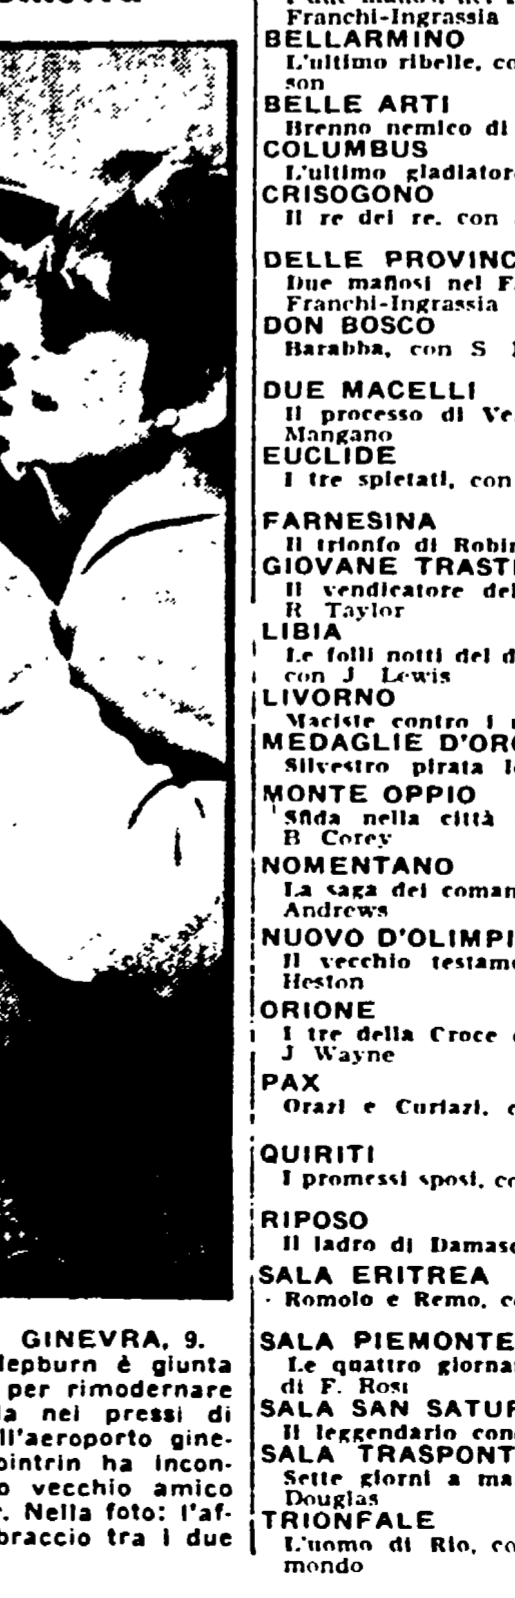 GINEVRA, 9.
Hepburn è giunta
per rimodernare
nei pressi di
ll'aeroporto gine-
ointrin ha incon-
o vecchio amico
r. Nella foto: l'af-
braccio tra i due
Franchi-Ingrassia
BELLARMINO
L'ultimo ribelle, co
son
BELLE ARTI
Brenno nemico di
COLUMBUS
L'ultimo gladiatore
CRISOGONO
Il re dei re, con
DELLE PROVINC
Due mafiosi nel F
Franchi-Ingrassia
DON BOSCO
Barabba, con S
DUE MACELLI
Il processo di Ve
Mangano
EUCLIDE
I tre spietati, con
FARNESINA
Il trionfo di Robin
GIOVANE TRASTE
Il vendicatore del
R Taylor
LIBIA
Le folli notti del d
con J Lewis
LIVORNO
Maciste contro i
MEDAGLIE D'ORO
Silvestro pirata l
MONTE OPPIO
Sfida nella città
B Corey
NOMENTANO
La saga dei coman
Andrews
NUOVO D'OLIMPI
Il vecchio testame
Heston
ORIONE
I tre della Croce
J Wayne
PAX
Orazi e Curiazi, c
QUIRITI
I promessi sposi, co
RIPOSO
Il ladro di Damasc
SALA ERITREA
Romolo e Remo, c
SALA PIEMONTE
Le quattro giorna
di F. Rosi
SALA SAN SATUR
Il leggendario con
SALA TRASPONT
Sette giorni a ma
Douglas
TRIONFALE
L'uomo di Rio, co
mondo